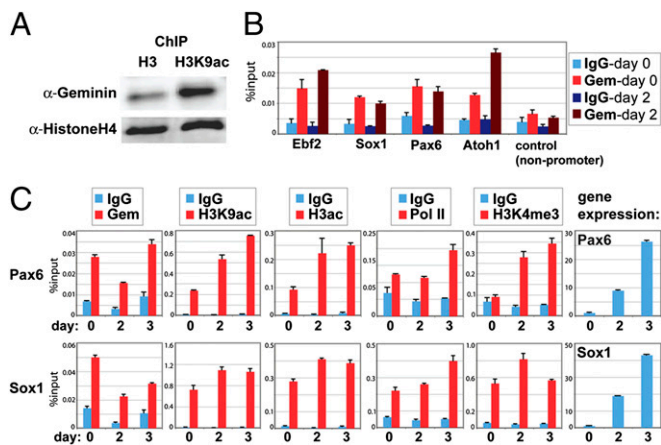 A
ChIP
H3 H3K9ac
α-Geminin
α-HistoneH4
B
%input
0.03
0.02
0.01
0
Ebf2 Sox1 Pax6 Atoh1 control
(non-promoter)
IgG-day 0
Gem-day 0
IgG-day 2
Gem-day 2
C
IgG
Gem
IgG
H3K9ac
IgG
H3ac
IgG
Pol II
IgG
H3K4me3
gene
expression:
Pax6
%input
0.04
0.03
0.02
0.01
0
0.8
0.6
0.4
0.2
0
0.3
0.2
0.1
0
0.2
0.1
0
0.4
0.3
0.2
0.1
0
Pax6
30
20
10
0
day: 0 2 3 0 2 3 0 2 3 0 2 3 0 2 3 0 2 3
Sox1
%input
0.06
0.04
0.02
0
1.6
1.2
0.8
0.4
0
0.5
0.4
0.3
0.2
0.1
0
0.5
0.4
0.3
0.2
0.1
0
1.0
0.8
0.6
0.4
0.2
0
Sox1
50
30
10
0
day: 0 2 3 0 2 3 0 2 3 0 2 3 0 2 3 0 2 3